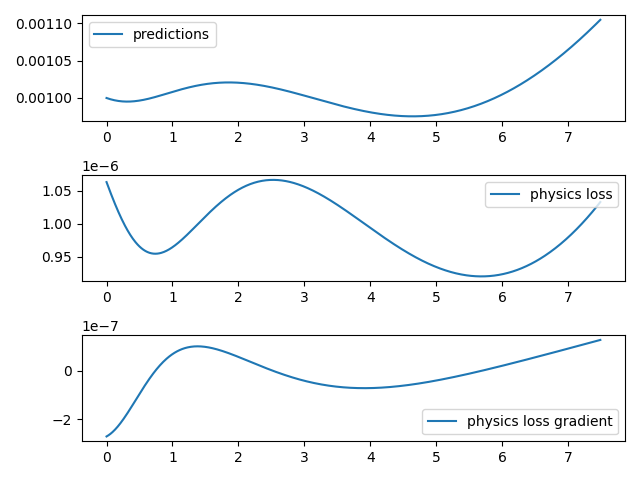 0.00110
predictions
0.00105
0.00100
0 1 2 3 4 5 6 7
1e−6
1.05
physics loss
1.00
0.95
0 1 2 3 4 5 6 7
1e−7
0
−2
physics loss gradient
0 1 2 3 4 5 6 7